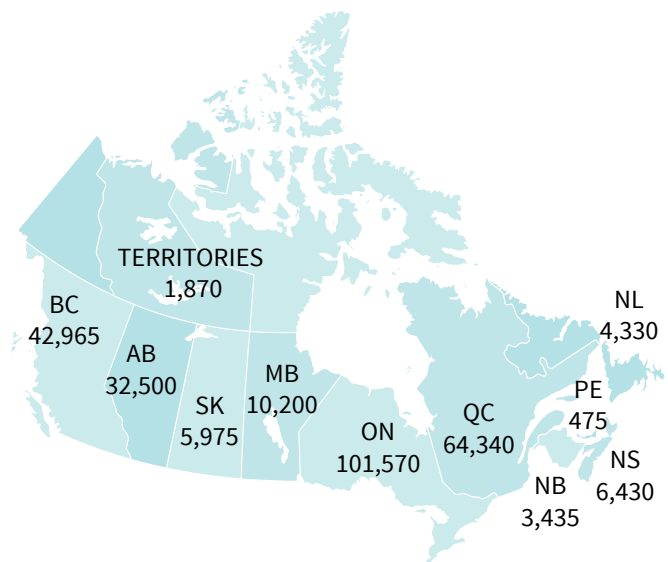 TERRITORIES
1,870
BC
42,965
AB
32,500
SK
5,975
MB
10,200
ON
101,570
QC
64,340
NL
4,330
PE
475
NS
6,430
NB
3,435